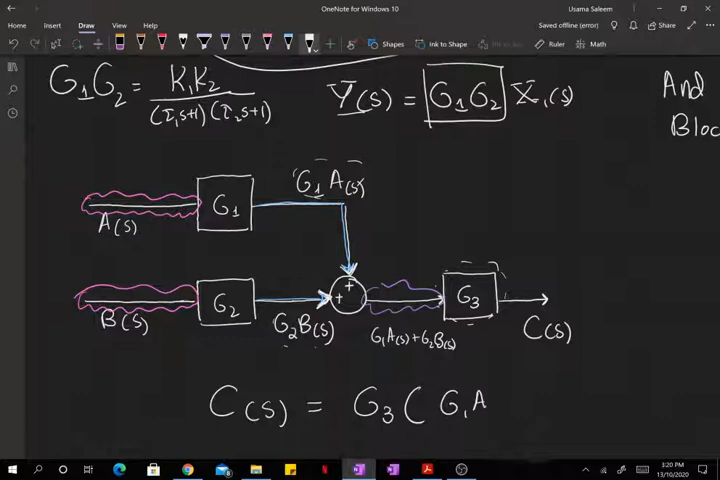 OneNote for Windows 10
Usama Saleem
Home Insert Draw View Help
Saved offline (error) Share
Shapes Ink to Shape Ruler Math
G₁G₂ = K₁K₂ / (τ₁s+1)(τ₂s+1)
Y(s) = G₁G₂ X₁(s)
And
Bloc
G₁A(s)
G₁
A(s)
+
+
G₂
G₃
B(s)
G₂B(s)
G₁A(s)+G₂B(s)
C(s)
C(s) = G₃( G₁A
3:20 PM
13/10/2020